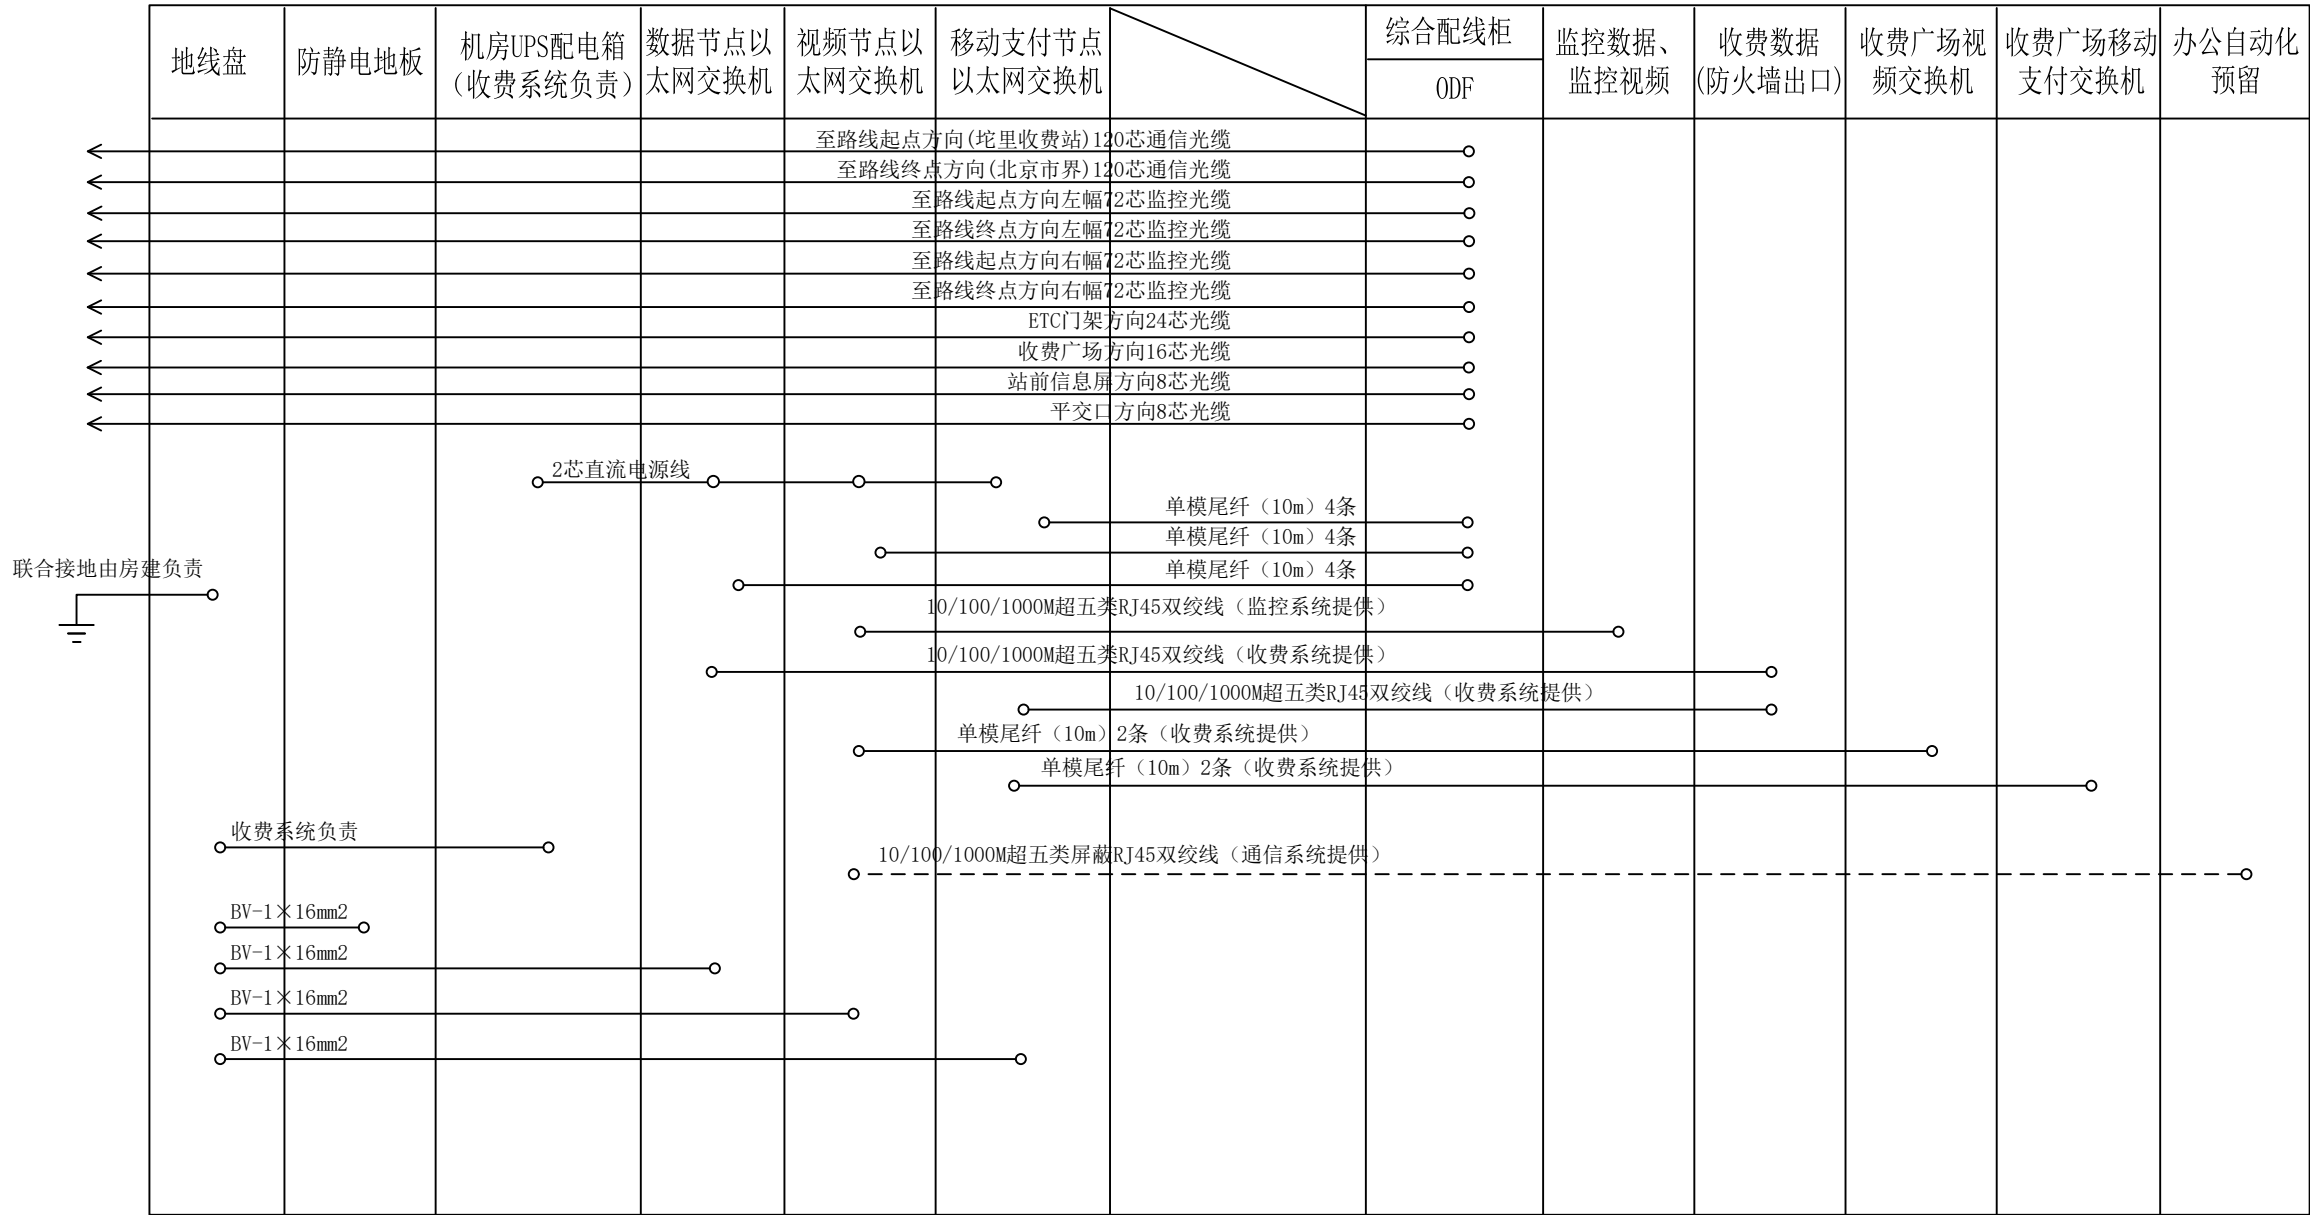 地线盘
防静电地板
机房UPS配电箱
（收费系统负责）
数据节点以
太网交换机
视频节点以
太网交换机
移动支付节点
以太网交换机
综合配线柜
ODF
监控数据、
监控视频
收费数据
(防火墙出口)
收费广场视
频交换机
收费广场移动
支付交换机
办公自动化
预留
至路线起点方向(坨里收费站)120芯通信光缆
至路线终点方向(北京市界)120芯通信光缆
至路线起点方向左幅72芯监控光缆
至路线终点方向左幅72芯监控光缆
至路线起点方向右幅72芯监控光缆
至路线终点方向右幅72芯监控光缆
ETC门架方向24芯光缆
收费广场方向16芯光缆
站前信息屏方向8芯光缆
平交口方向8芯光缆
2芯直流电源线
单模尾纤（10m）4条
单模尾纤（10m）4条
联合接地由房建负责
单模尾纤（10m）4条
10/100/1000M超五类RJ45双绞线（监控系统提供）
10/100/1000M超五类RJ45双绞线（收费系统提供）
10/100/1000M超五类RJ45双绞线（收费系统提供）
单模尾纤（10m）2条（收费系统提供）
单模尾纤（10m）2条（收费系统提供）
收费系统负责
10/100/1000M超五类屏蔽RJ45双绞线（通信系统提供）
BV-1×16mm2
BV-1×16mm2
BV-1×16mm2
BV-1×16mm2